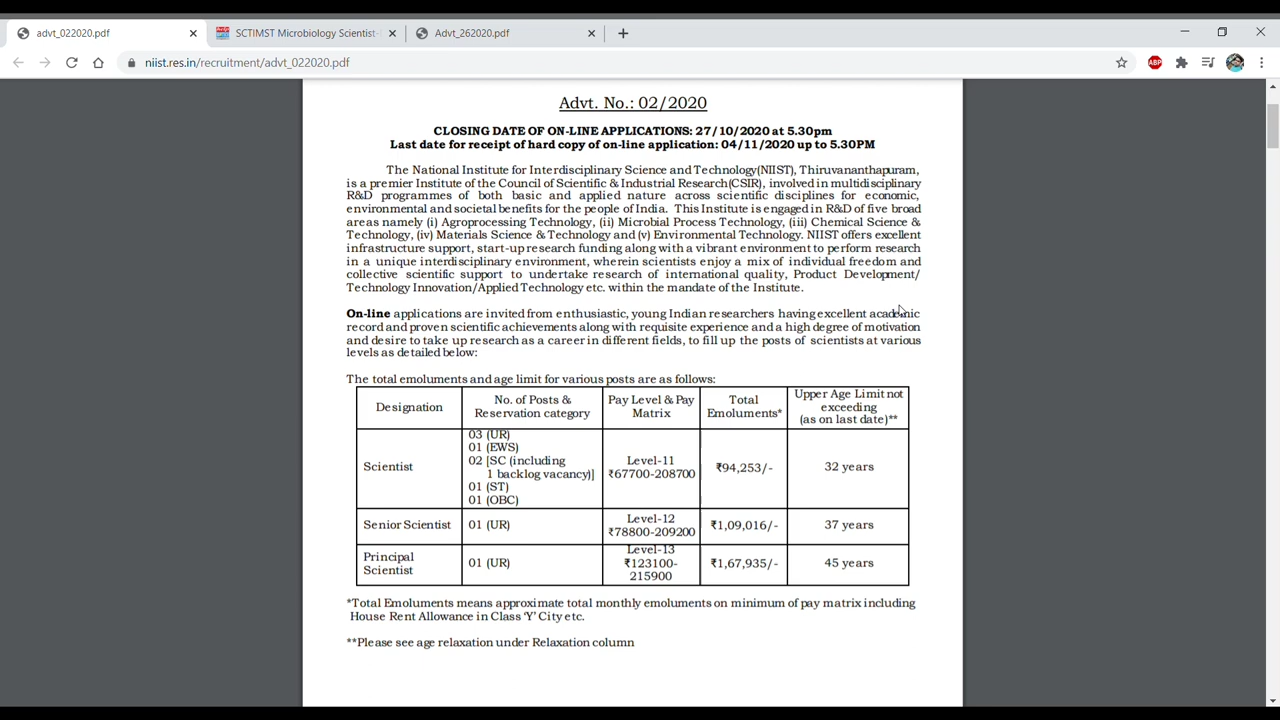 advt_022020.pdf
SCTIMST Microbiology Scientist-
Advt_262020.pdf
niist.res.in/recruitment/advt_022020.pdf
ABP
Advt. No.: 02/2020
CLOSING DATE OF ON-LINE APPLICATIONS: 27/10/2020 at 5.30pm
Last date for receipt of hard copy of on-line application: 04/11/2020 up to 5.30PM
The National Institute for Interdisciplinary Science and Technology(NIIST), Thiruvananthapuram,
is a premier Institute of the Council of Scientific & Industrial Research(CSIR), involved in multidisciplinary
R&D programmes of both basic and applied nature across scientific disciplines for economic,
environmental and societal benefits for the people of India. This Institute is engaged in R&D of five broad
areas namely (i) Agroprocessing Technology, (ii) Microbial Process Technology, (iii) Chemical Science &
Technology, (iv) Materials Science & Technology and (v) Environmental Technology. NIIST offers excellent
infrastructure support, start-up research funding along with a vibrant environment to perform research
in a unique interdisciplinary environment, wherein scientists enjoy a mix of individual freedom and
collective scientific support to undertake research of international quality, Product Development/
Technology Innovation/Applied Technology etc. within the mandate of the Institute.
On-line applications are invited from enthusiastic, young Indian researchers having excellent academic
record and proven scientific achievements along with requisite experience and a high degree of motivation
and desire to take up research as a career in different fields, to fill up the posts of scientists at various
levels as detailed below:
The total emoluments and age limit for various posts are as follows:
Designation
No. of Posts &
Reservation category
Pay Level & Pay
Matrix
Total
Emoluments*
Upper Age Limit not
exceeding
(as on last date)**
Scientist
03 (UR)
01 (EWS)
02 [SC (including
1 backlog vacancy)]
01 (ST)
01 (OBC)
Level-11
₹67700-208700
₹94,253/-
32 years
Senior Scientist
01 (UR)
Level-12
₹78800-209200
₹1,09,016/-
37 years
Principal
Scientist
01 (UR)
Level-13
₹123100-
215900
₹1,67,935/-
45 years
*Total Emoluments means approximate total monthly emoluments on minimum of pay matrix including
House Rent Allowance in Class 'Y' City etc.
**Please see age relaxation under Relaxation column